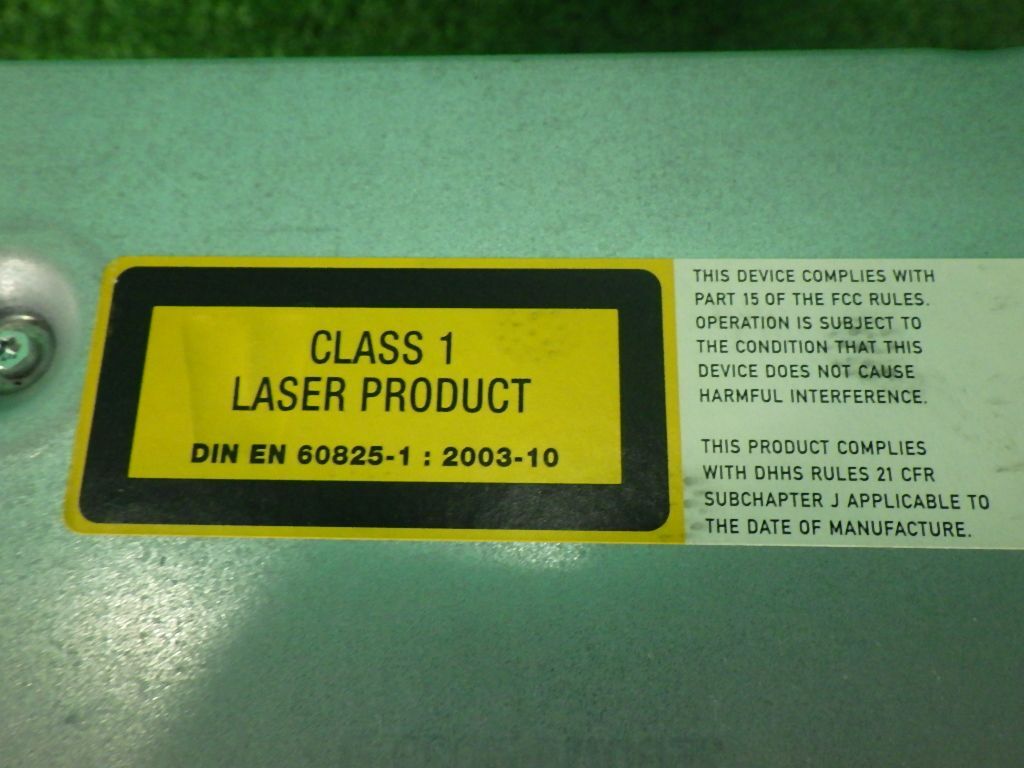 CLASS 1
LASER PRODUCT
DIN EN 60825-1 : 2003-10
THIS DEVICE COMPLIES WITH
PART 15 OF THE FCC RULES.
OPERATION IS SUBJECT TO
THE CONDITION THAT THIS
DEVICE DOES NOT CAUSE
HARMFUL INTERFERENCE.
THIS PRODUCT COMPLIES
WITH DHHS RULES 21 CFR
SUBCHAPTER J APPLICABLE TO
THE DATE OF MANUFACTURE.